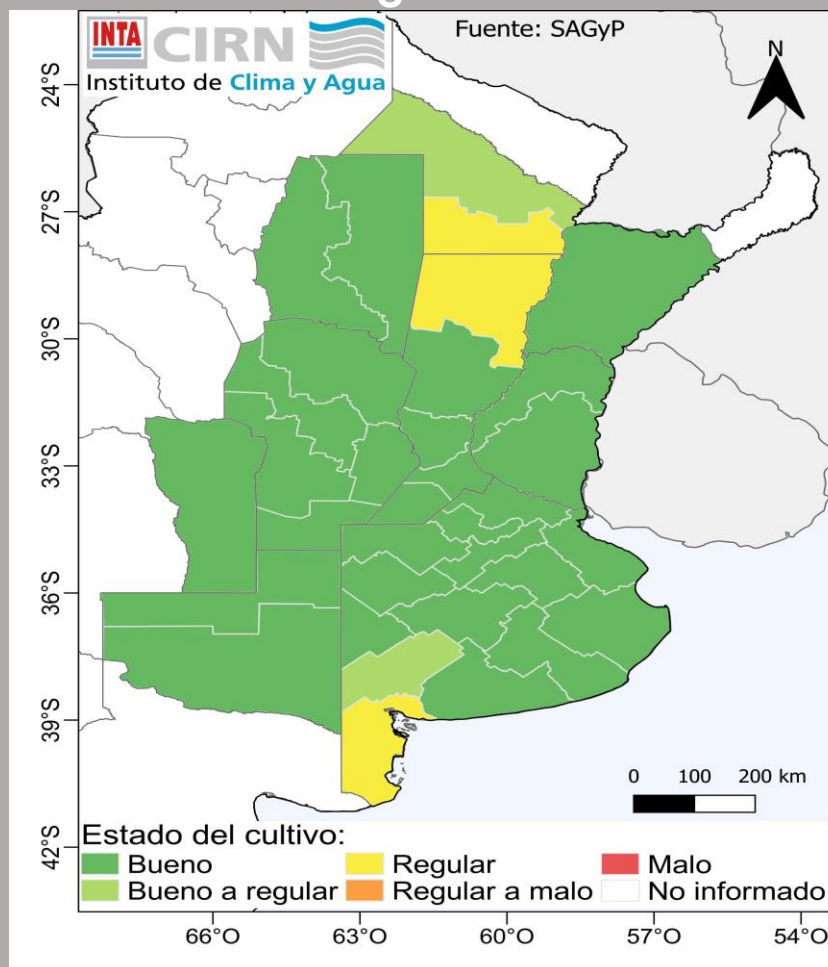 INTA CIRN
Instituto de Clima y Agua
Fuente: SAGyP
N
24°S
27°S
30°S
33°S
36°S
39°S
42°S
0 100 200 km
Estado del cultivo:
Bueno Regular Malo
Bueno a regular Regular a malo No informado
66°O 63°O 60°O 57°O 54°O